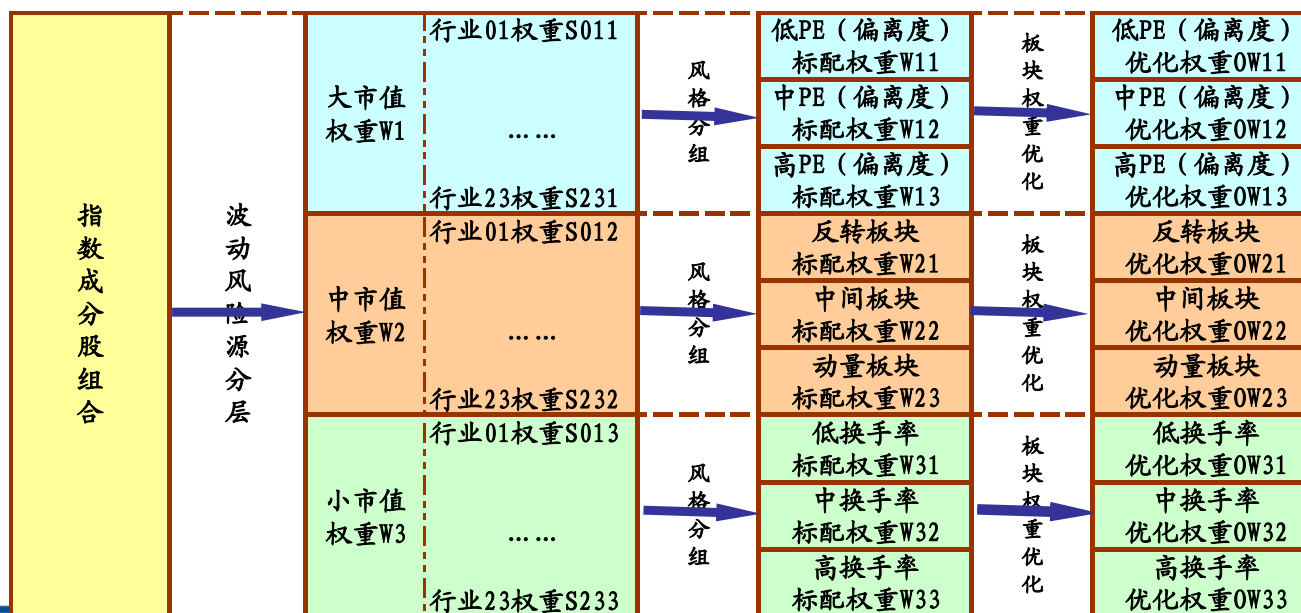 指数成分股组合
波动风险源分层
大市值
权重W1
行业01权重S011
……
行业23权重S231
风格分组
低PE（偏离度）
标配权重W11
中PE（偏离度）
标配权重W12
高PE（偏离度）
标配权重W13
板块权重优化
低PE（偏离度）
优化权重OW11
中PE（偏离度）
优化权重OW12
高PE（偏离度）
优化权重OW13
中市值
权重W2
行业01权重S012
……
行业23权重S232
风格分组
反转板块
标配权重W21
中间板块
标配权重W22
动量板块
标配权重W23
板块权重优化
反转板块
优化权重OW21
中间板块
优化权重OW22
动量板块
优化权重OW23
小市值
权重W3
行业01权重S013
……
行业23权重S233
风格分组
低换手率
标配权重W31
中换手率
标配权重W32
高换手率
标配权重W33
板块权重优化
低换手率
优化权重OW31
中换手率
优化权重OW32
高换手率
优化权重OW33